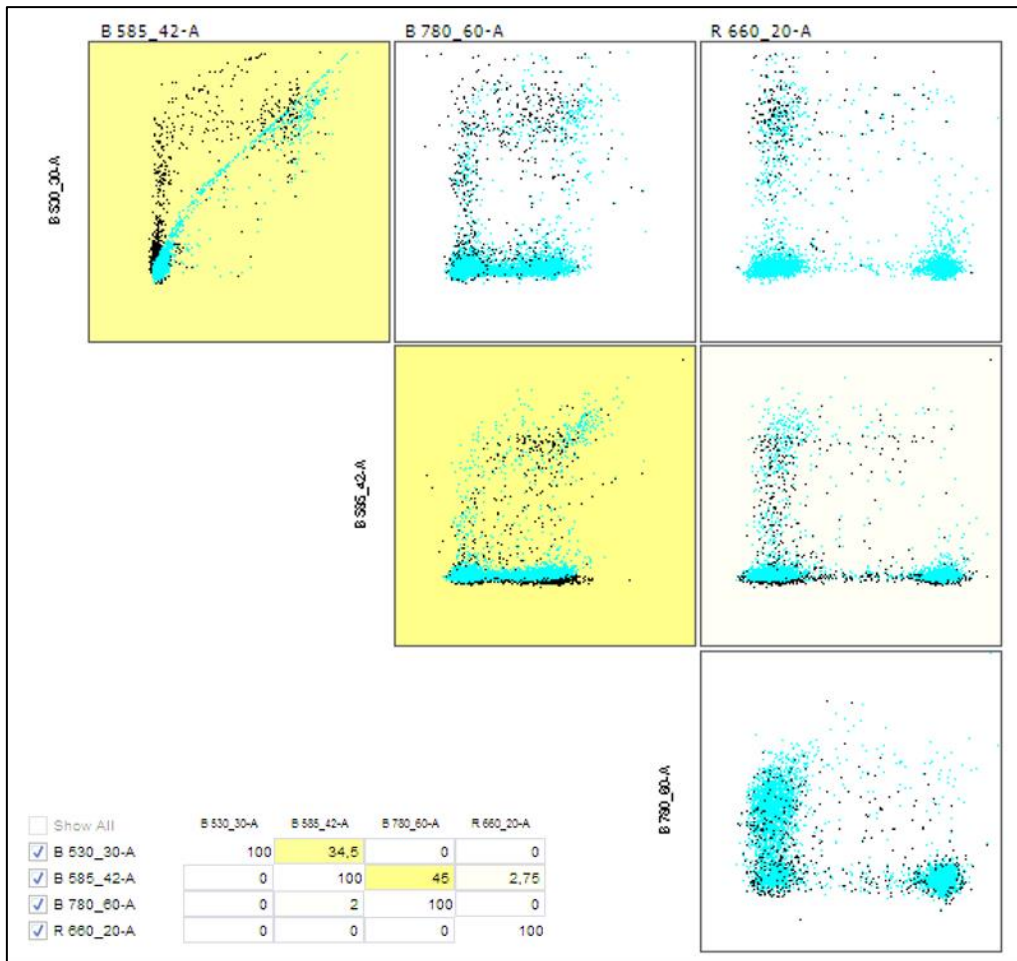 B 585_42-A B 780_60-A R 660_20-A
B 530_30-A
B 585_42-A
B 780_60-A
Show All B 530_30-A B 585_42-A B 780_60-A R 660_20-A
B 530_30-A 100 34,5 0 0
B 585_42-A 0 100 45 2,75
B 780_60-A 0 2 100 0
R 660_20-A 0 0 0 100